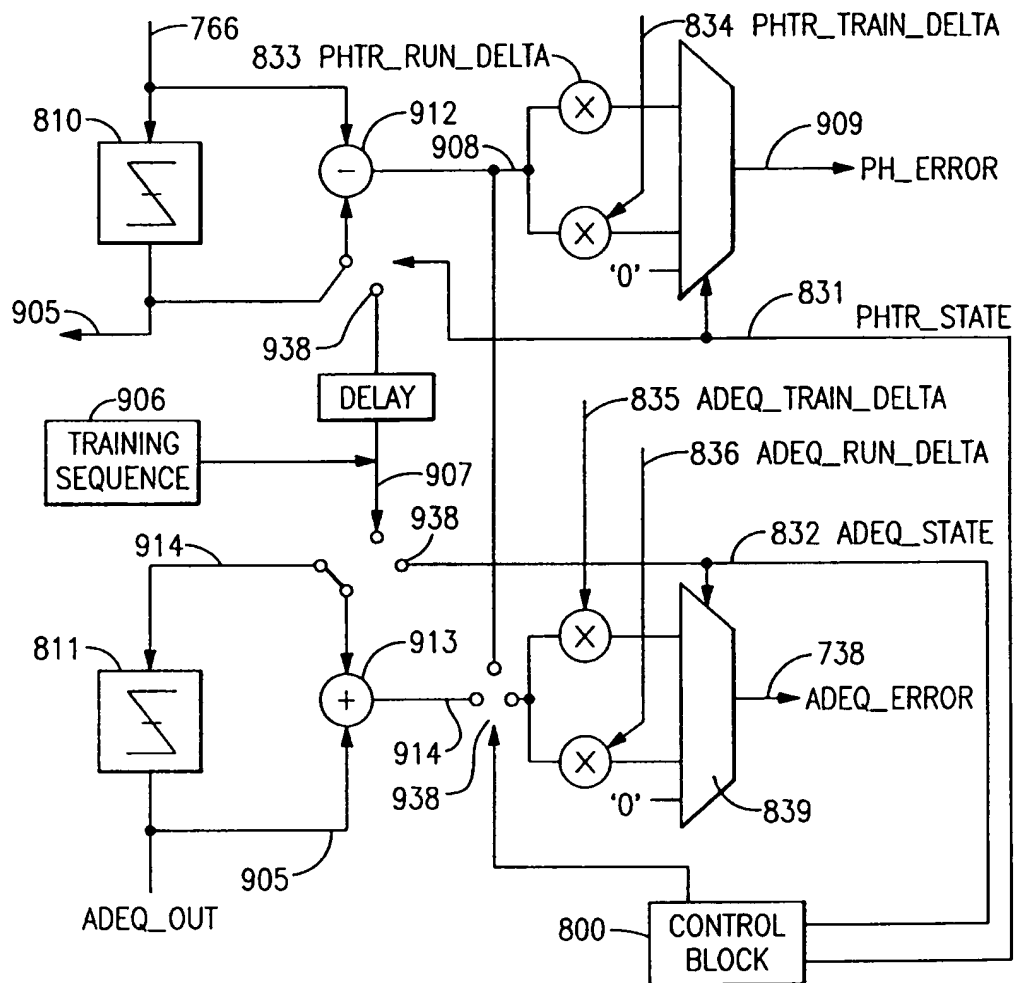 766
834 PHTR_TRAIN_DELTA
833 PHTR_RUN_DELTA
810
912
908
X
909
−
PH_ERROR
X
'0'
831
905
PHTR_STATE
938
DELAY
906
TRAINING
SEQUENCE
835 ADEQ_TRAIN_DELTA
836 ADEQ_RUN_DELTA
907
938
832 ADEQ_STATE
914
811
913
X
738
+
ADEQ_ERROR
914
X
938
'0'
839
905
ADEQ_OUT
800
CONTROL
BLOCK